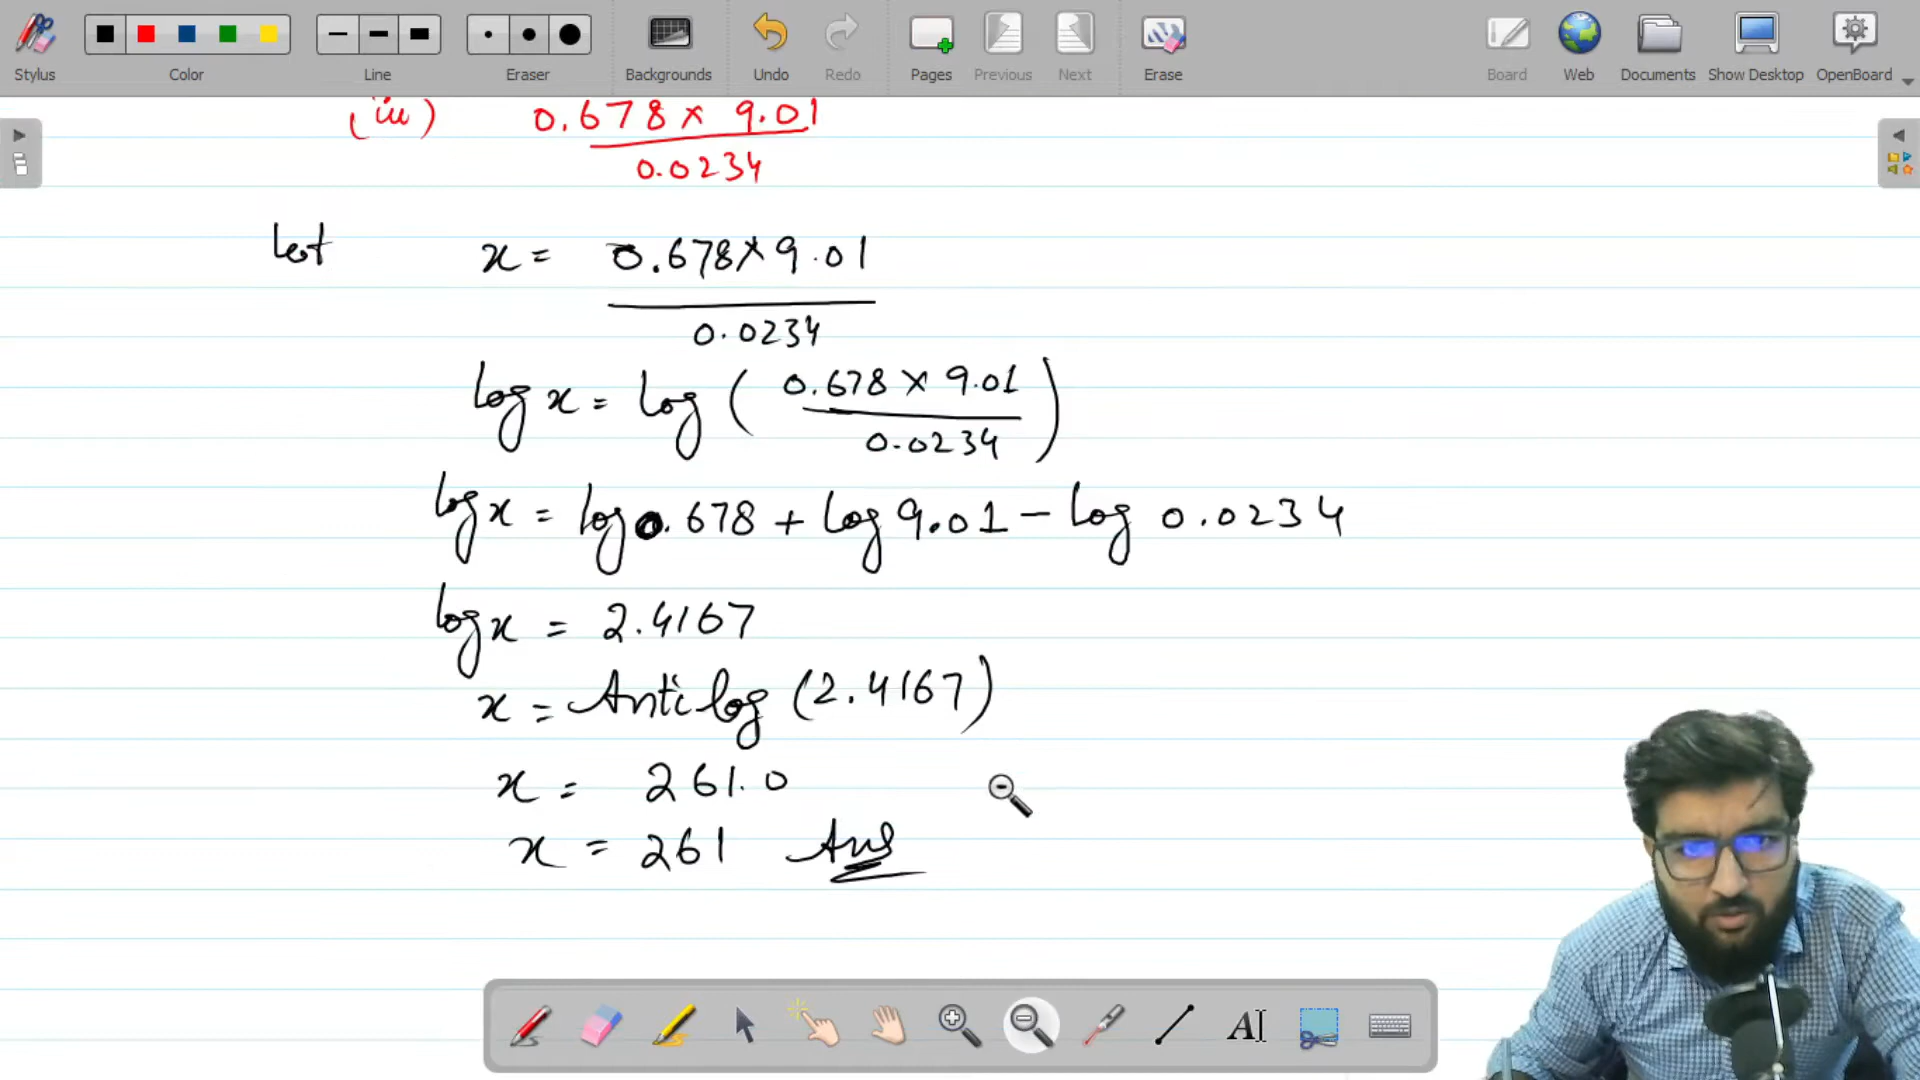 Stylus Color Line Eraser Backgrounds Undo Redo Pages Previous Next Erase Board Web Documents Show Desktop OpenBoard
(iii) 0.678 × 9.01
0.0234
let x = 0.678×9.01
0.0234
log x = log ( 0.678 × 9.01 )
0.0234
log x = log 0.678 + log 9.01 − log 0.0234
log x = 2.4167
x = Anti log (2.4167)
x = 261.0
x = 261 Ans